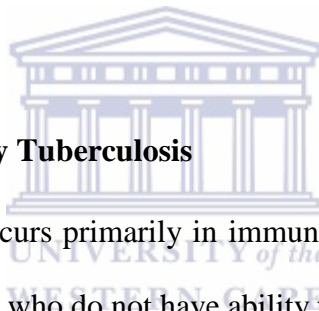 y Tuberculosis
curs primarily in immun
UNIVERSITY of the
WESTERN CAPE
who do not have ability